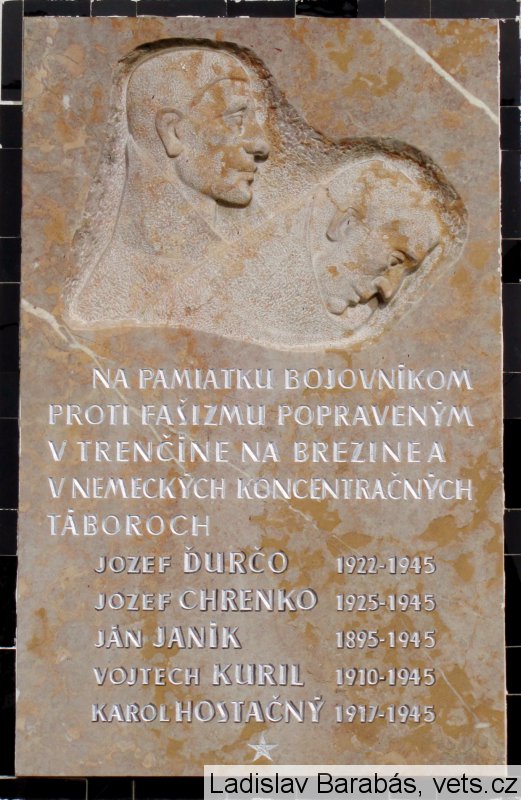 NA PAMIATKU BOJOVNÍKOM
PROTI FAŠIZMU POPRAVENÝM
V TRENČÍNE NA BREZINE A
V NEMECKÝCH KONCENTRAČNÝCH
TÁBOROCH
JOZEF ĎURČO 1922-1945
JOZEF CHRENKO 1925-1945
JÁN JANÍK 1895-1945
VOJTECH KURIL 1910-1945
KAROL HOSTAČNÝ 1917-1945
Ladislav Barabás, vets.cz